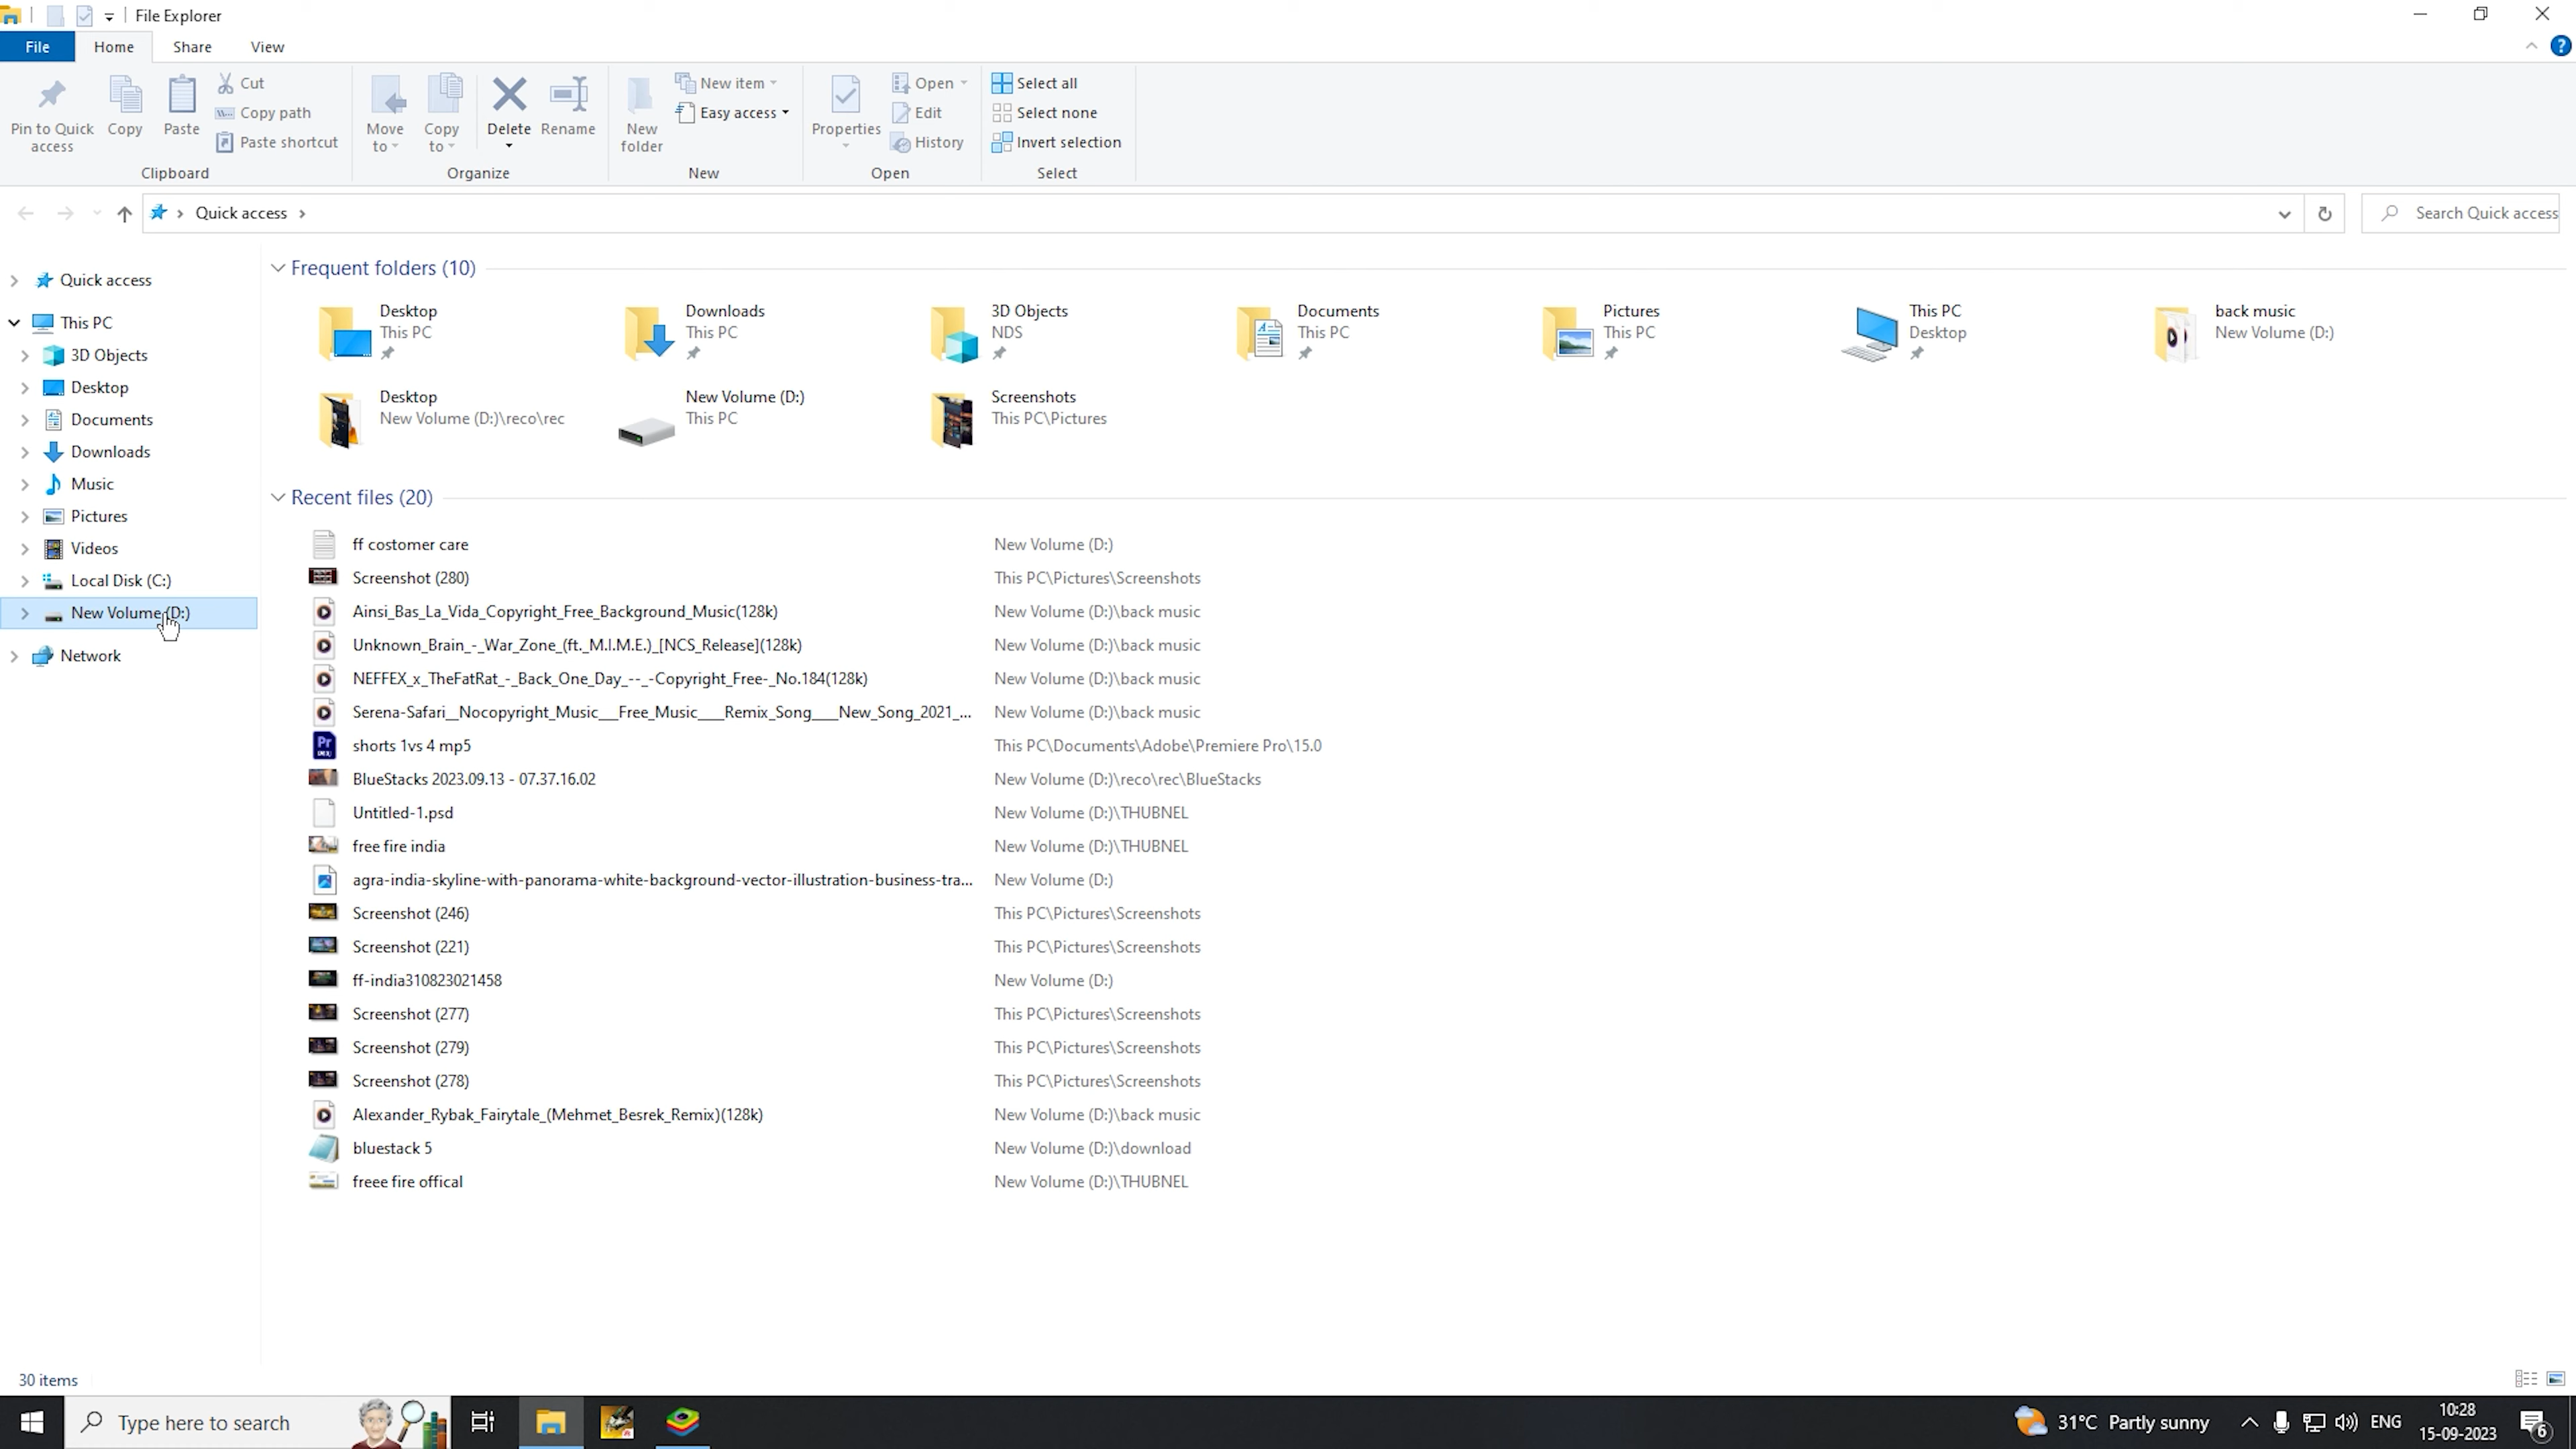 File Explorer
File Home Share View
Pin to Quick access
Copy
Paste
Cut
Copy path
Paste shortcut
Clipboard
Move to
Copy to
Delete
Rename
Organize
New folder
New item
Easy access
New
Properties
Open
Edit
History
Open
Select all
Select none
Invert selection
Select
Quick access
Search Quick access
Quick access
This PC
3D Objects
Desktop
Documents
Downloads
Music
Pictures
Videos
Local Disk (C:)
New Volume (D:)
Network
Frequent folders (10)
Desktop
This PC
Downloads
This PC
3D Objects
NDS
Documents
This PC
Pictures
This PC
This PC
Desktop
back music
New Volume (D:)
Desktop
New Volume (D:)\reco\rec
New Volume (D:)
This PC
Screenshots
This PC\Pictures
Recent files (20)
ff costomer care New Volume (D:)
Screenshot (280) This PC\Pictures\Screenshots
Ainsi_Bas_La_Vida_Copyright_Free_Background_Music(128k) New Volume (D:)\back music
Unknown_Brain_-_War_Zone_(ft._M.I.M.E.)_[NCS_Release](128k) New Volume (D:)\back music
NEFFEX_x_TheFatRat_-_Back_One_Day_--_-Copyright_Free-_No.184(128k) New Volume (D:)\back music
Serena-Safari__Nocopyright_Music___Free_Music____Remix_Song____New_Song_2021_... New Volume (D:)\back music
shorts 1vs 4 mp5 This PC\Documents\Adobe\Premiere Pro\15.0
BlueStacks 2023.09.13 - 07.37.16.02 New Volume (D:)\reco\rec\BlueStacks
Untitled-1.psd New Volume (D:)\THUBNEL
free fire india New Volume (D:)\THUBNEL
agra-india-skyline-with-panorama-white-background-vector-illustration-business-tra... New Volume (D:)
Screenshot (246) This PC\Pictures\Screenshots
Screenshot (221) This PC\Pictures\Screenshots
ff-india310823021458 New Volume (D:)
Screenshot (277) This PC\Pictures\Screenshots
Screenshot (279) This PC\Pictures\Screenshots
Screenshot (278) This PC\Pictures\Screenshots
Alexander_Rybak_Fairytale_(Mehmet_Besrek_Remix)(128k) New Volume (D:)\back music
bluestack 5 New Volume (D:)\download
freee fire offical New Volume (D:)\THUBNEL
30 items
Type here to search
31°C Partly sunny
ENG
10:28
15-09-2023
6